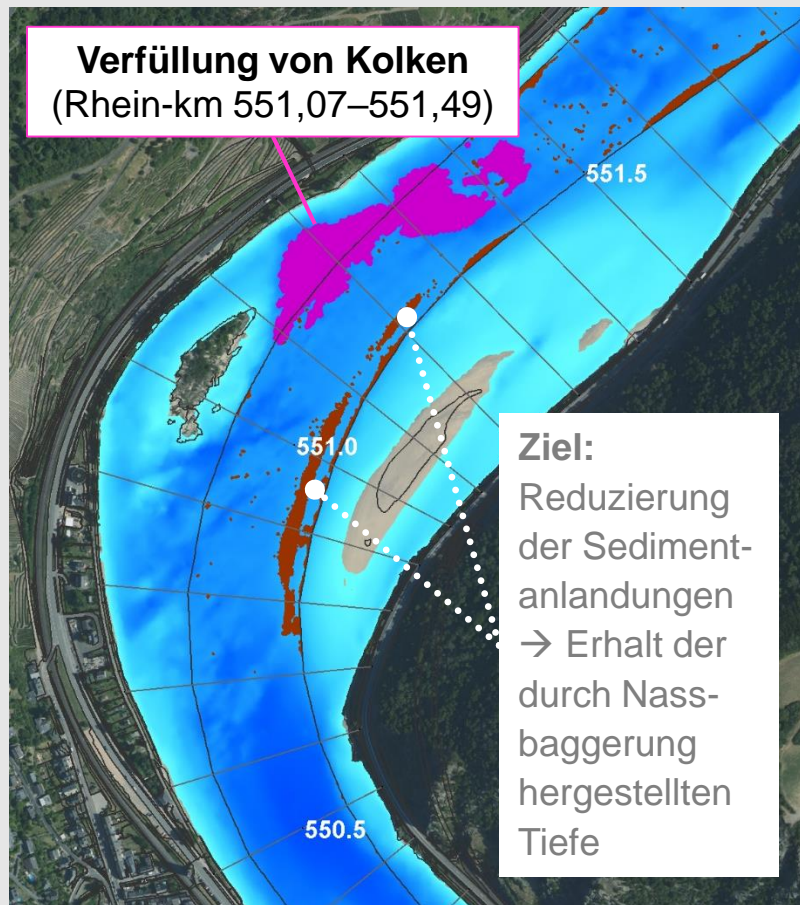 Verfüllung von Kolken
(Rhein-km 551,07–551,49)
551.5
551.0
Ziel:
Reduzierung
der Sediment-
anlandungen
→ Erhalt der
durch Nass-
baggerung
hergestellten
Tiefe
550.5